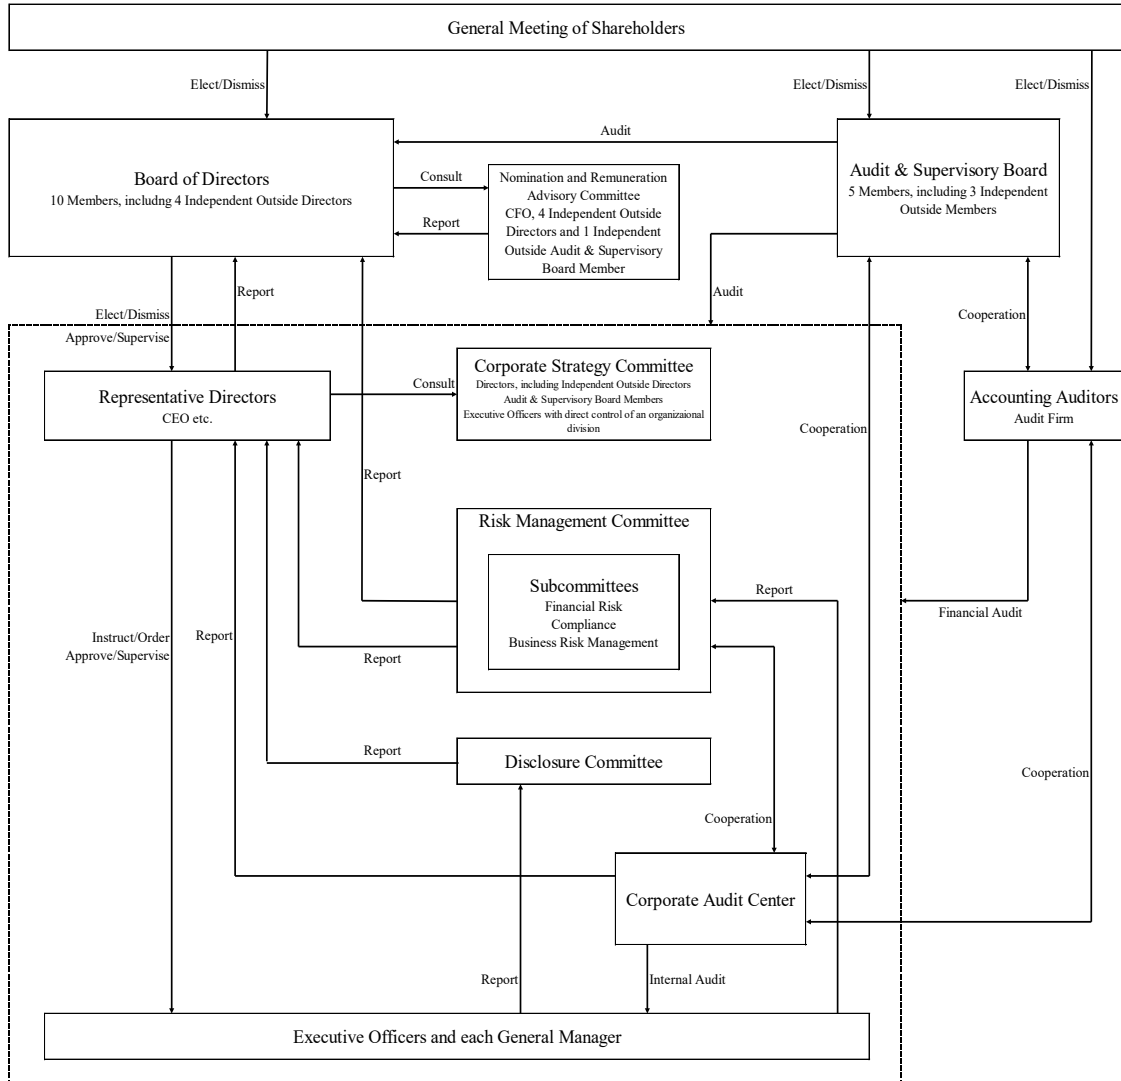 General Meeting of Shareholders
Elect/Dismiss
Elect/Dismiss
Elect/Dismiss
Audit
Board of Directors
10 Members, includng 4 Independent Outside Directors
Consult
Report
Nomination and Remuneration
Advisory Committee
CFO, 4 Independent Outside
Directors and 1 Independent
Outside Audit & Supervisory
Board Member
Audit & Supervisory Board
5 Members, including 3 Independent
Outside Members
Report
Audit
Elect/Dismiss
Approve/Supervise
Cooperation
Representative Directors
CEO etc.
Consult
Corporate Strategy Committee
Directors, including Independent Outside Directors
Audit & Supervisory Board Members
Executive Officers with direct control of an organizaional
division
Cooperation
Accounting Auditors
Audit Firm
Report
Risk Management Committee
Subcommittees
Financial Risk
Compliance
Business Risk Management
Report
Financial Audit
Instruct/Order
Approve/Supervise
Report
Report
Report
Disclosure Committee
Cooperation
Cooperation
Corporate Audit Center
Report
Internal Audit
Executive Officers and each General Manager